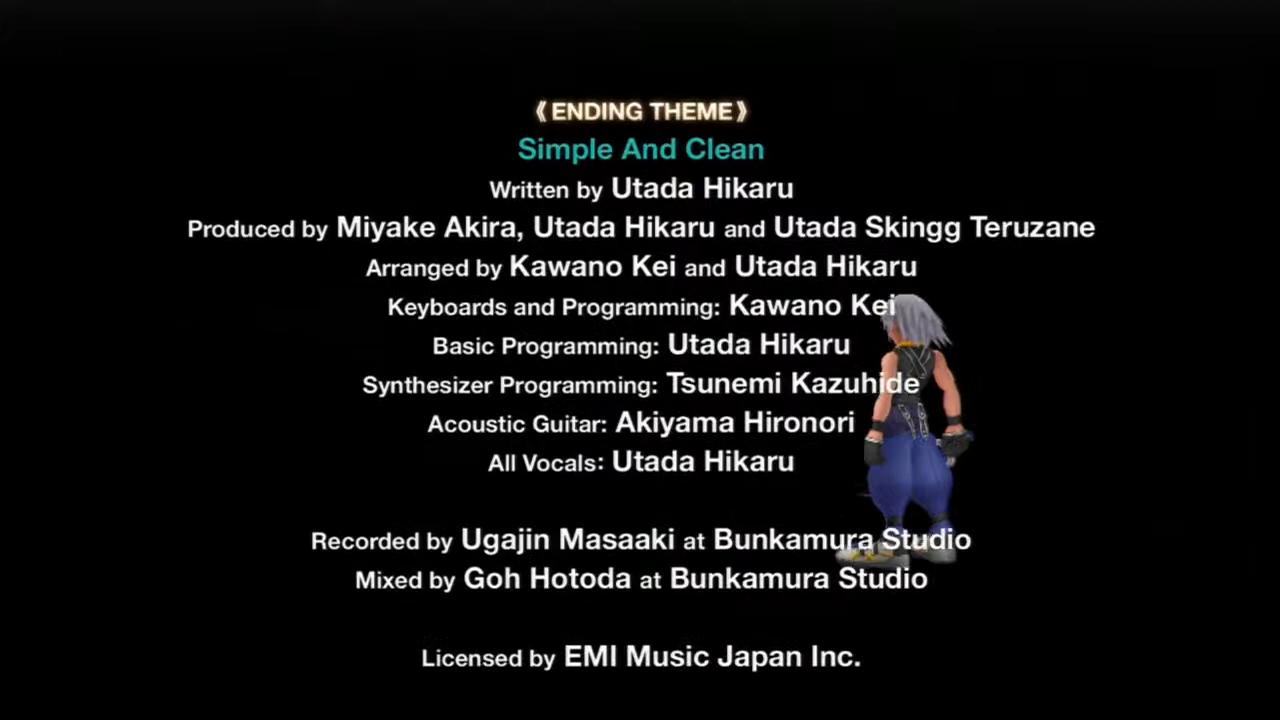 《ENDING THEME》
Simple And Clean
Written by Utada Hikaru
Produced by Miyake Akira, Utada Hikaru and Utada Skingg Teruzane
Arranged by Kawano Kei and Utada Hikaru
Keyboards and Programming: Kawano Kei
Basic Programming: Utada Hikaru
Synthesizer Programming: Tsunemi Kazuhide
Acoustic Guitar: Akiyama Hironori
All Vocals: Utada Hikaru
Recorded by Ugajin Masaaki at Bunkamura Studio
Mixed by Goh Hotoda at Bunkamura Studio
Licensed by EMI Music Japan Inc.